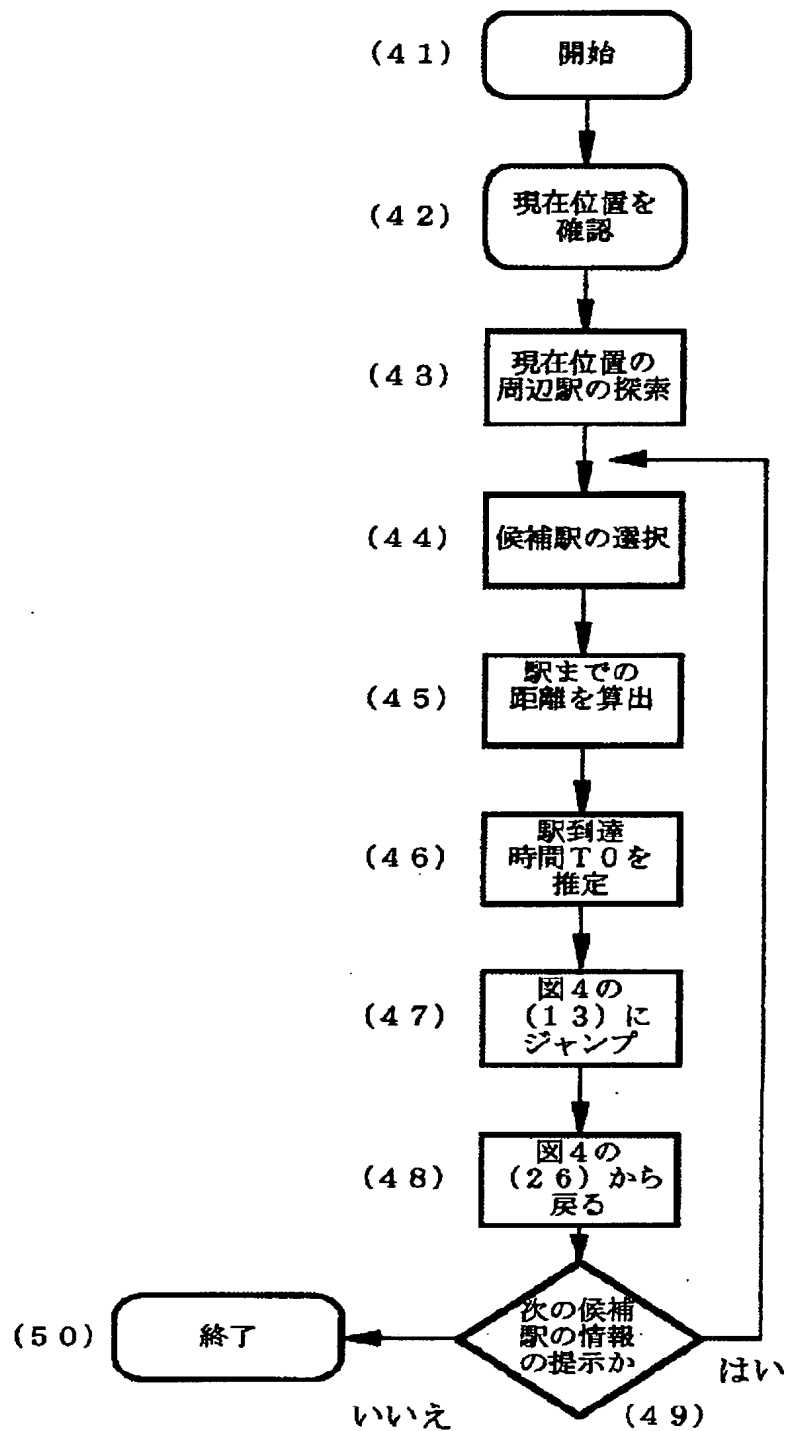 (41)
開始
(42)
現在位置を
確認
(43)
現在位置の
周辺駅の探索
(44)
候補駅の選択
(45)
駅までの
距離を算出
(46)
駅到達
時間T0を
推定
(47)
図4の
(13)に
ジャンプ
(48)
図4の
(26)から
戻る
(50)
終了
次の候補
駅の情報
の提示か
はい
いいえ
(49)